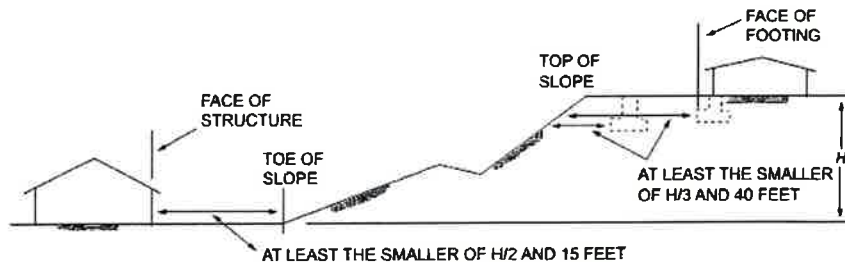 FACE OF
FOOTING
TOP OF
SLOPE
FACE OF
STRUCTURE
TOE OF
SLOPE
H
AT LEAST THE SMALLER
OF H/3 AND 40 FEET
AT LEAST THE SMALLER OF H/2 AND 15 FEET